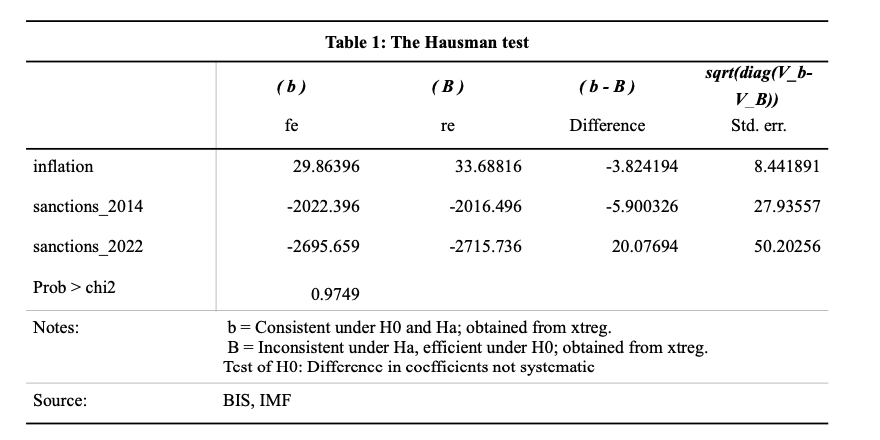 Table 1: The Hausman test
( b ) ( B ) ( b - B ) sqrt(diag(V_b-
V_B))
fe re Difference Std. err.
inflation 29.86396 33.68816 -3.824194 8.441891
sanctions_2014 -2022.396 -2016.496 -5.900326 27.93557
sanctions_2022 -2695.659 -2715.736 20.07694 50.20256
Prob > chi2 0.9749
Notes: b = Consistent under H0 and Ha; obtained from xtreg.
B = Inconsistent under Ha, efficient under H0; obtained from xtreg.
Test of H0: Difference in coefficients not systematic
Source: BIS, IMF